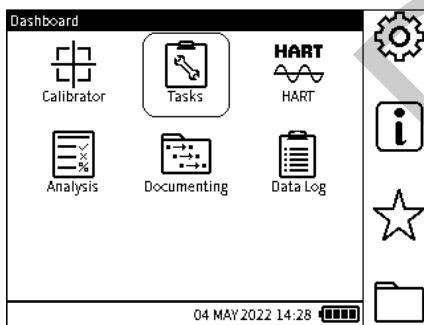 Dashboard
HART
Calibrator Tasks HART
Analysis Documenting Data Log
04 MAY 2022 14:28